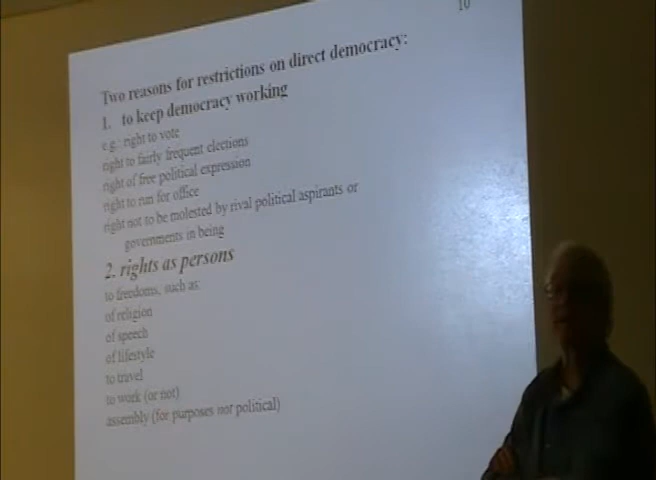 10
Two reasons for restrictions on direct democracy:
1. to keep democracy working
e.g.: right to vote
right to fairly frequent elections
right of free political expression
right to run for office
right not to be molested by rival political aspirants or
governments in being
2. rights as persons
to freedoms, such as:
of religion
of speech
of lifestyle
to travel
to work (or not)
assembly (for purposes not political)